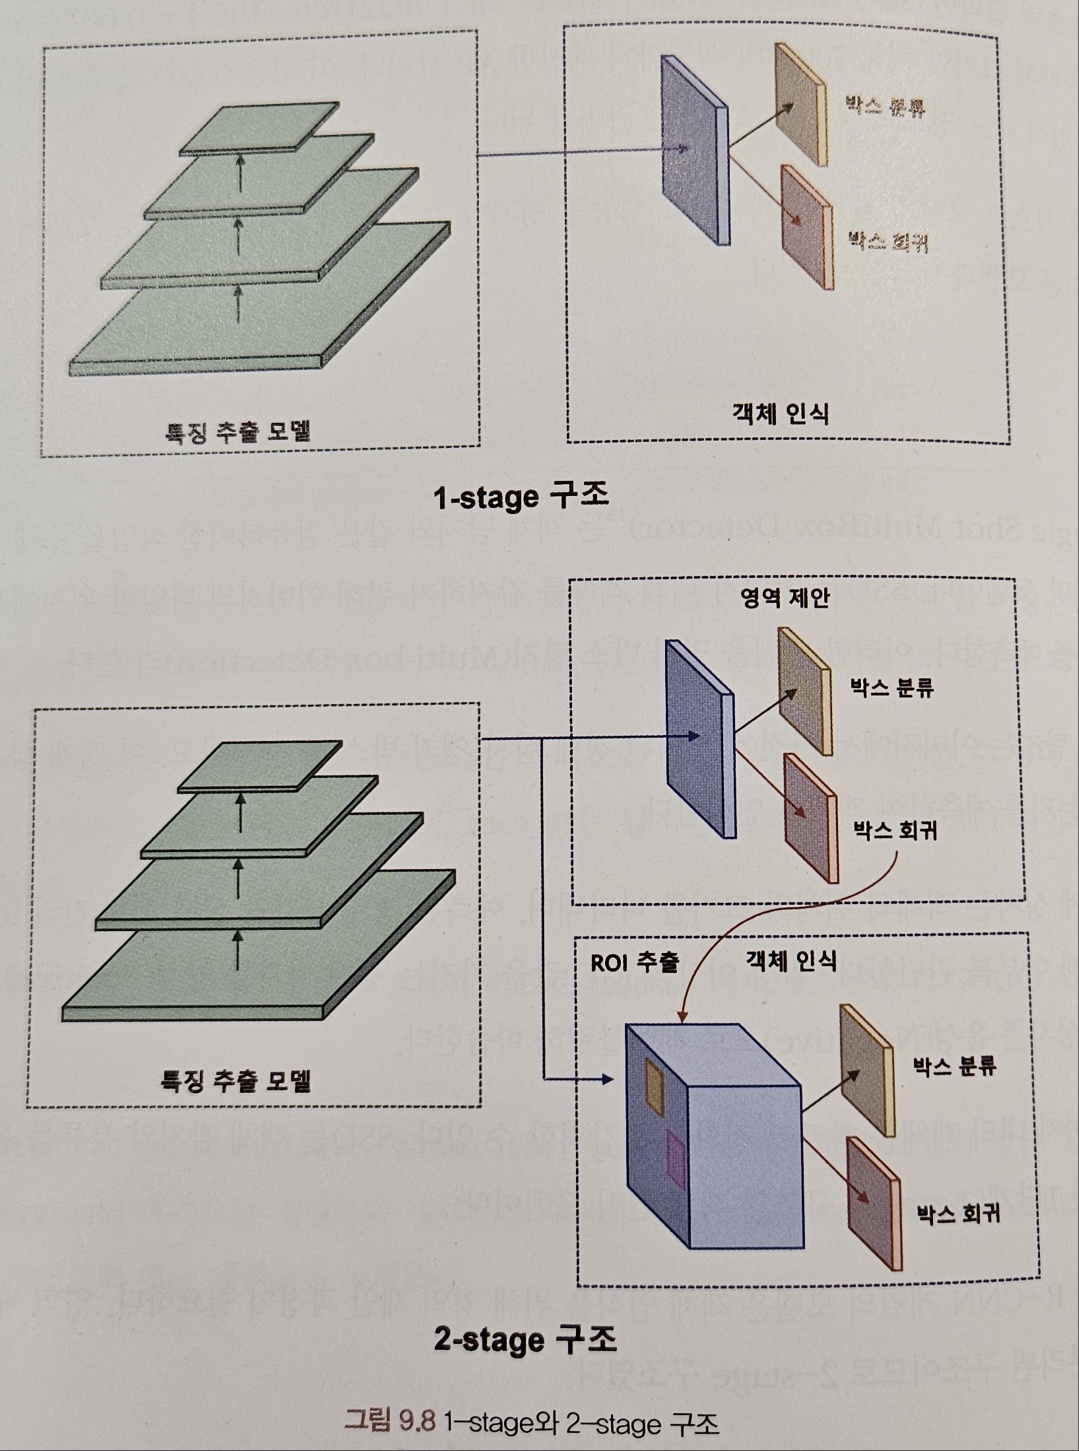 박스 분류
박스 회귀
특징 추출 모델
객체 인식
1-stage 구조
영역 제안
박스 분류
박스 회귀
ROI 추출
객체 인식
박스 분류
박스 회귀
특징 추출 모델
2-stage 구조
그림 9.8 1-stage와 2-stage 구조